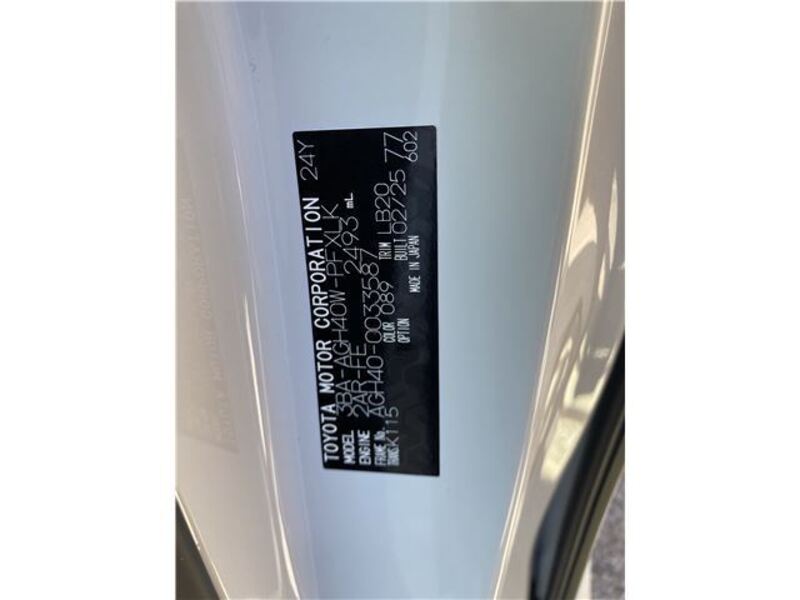 TOYOTA MOTOR CORPORATION 24Y
MODEL 3BA-AGH40W-PFXLK
ENGINE 2AR-FE 2493 mL
FRAME No. AGH40-0033587
COLOR 089 TRIM LB20
TRANS K115 OPTION BUILT 02725 77
MADE IN JAPAN 602